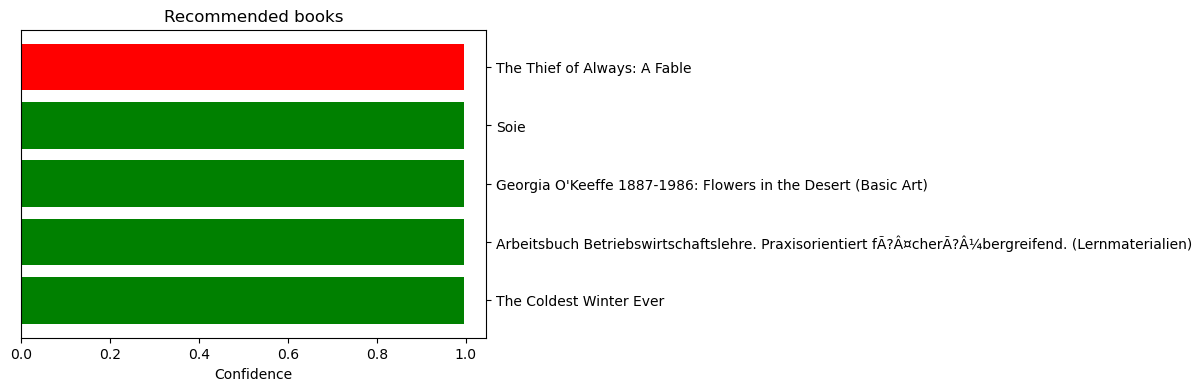 Recommended books
The Thief of Always: A Fable
Soie
Georgia O'Keeffe 1887-1986: Flowers in the Desert (Basic Art)
Arbeitsbuch Betriebswirtschaftslehre. Praxisorientiert fÃ?Â¤cherÃ?Â¼bergreifend. (Lernmaterialien)
The Coldest Winter Ever
0.0 0.2 0.4 0.6 0.8 1.0
Confidence